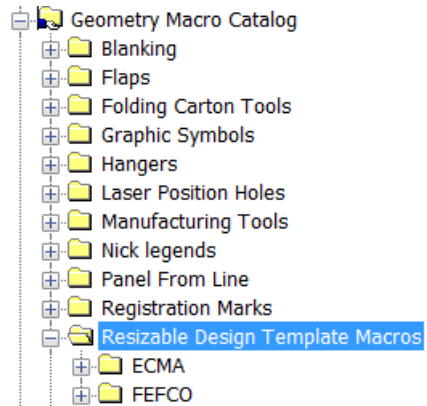 Geometry Macro Catalog
Blanking
Flaps
Folding Carton Tools
Graphic Symbols
Hangers
Laser Position Holes
Manufacturing Tools
Nick legends
Panel From Line
Registration Marks
Resizable Design Template Macros
ECMA
FEFCO